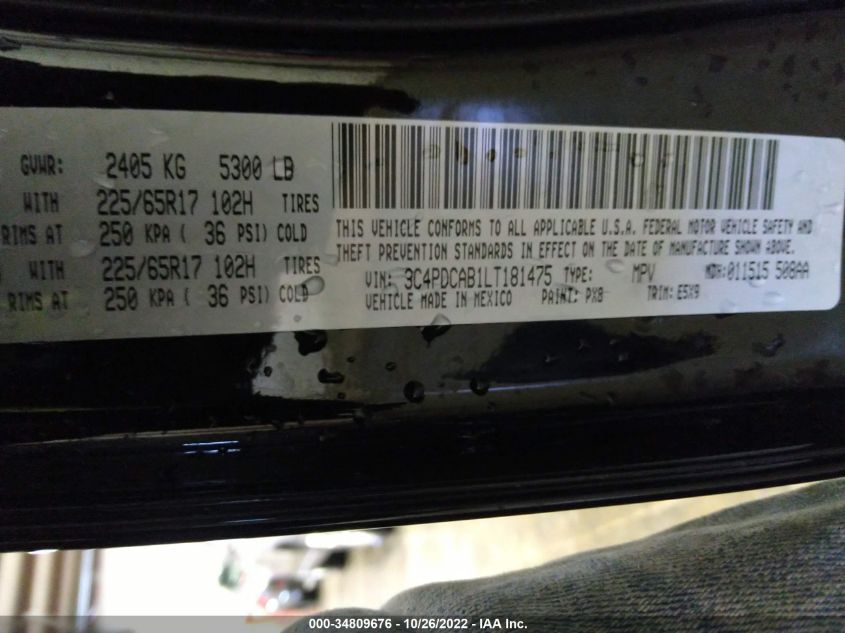 GVWR: 2405 KG 5300 LB
WITH 225/65R17 102H TIRES
RIMS AT 250 KPA ( 36 PSI) COLD
WITH 225/65R17 102H TIRES
RIMS AT 250 KPA ( 36 PSI) COLD
THIS VEHICLE CONFORMS TO ALL APPLICABLE U.S.A. FEDERAL MOTOR VEHICLE SAFETY AND
THEFT PREVENTION STANDARDS IN EFFECT ON THE DATE OF MANUFACTURE SHOWN ABOVE.
VIN: 3C4PDCAB1LT181475 TYPE: MPV MDH:011515 508AA
VEHICLE MADE IN MEXICO PAINT: PX8 TRIM: E5X9
000-34809676 - 10/26/2022 - IAA Inc.